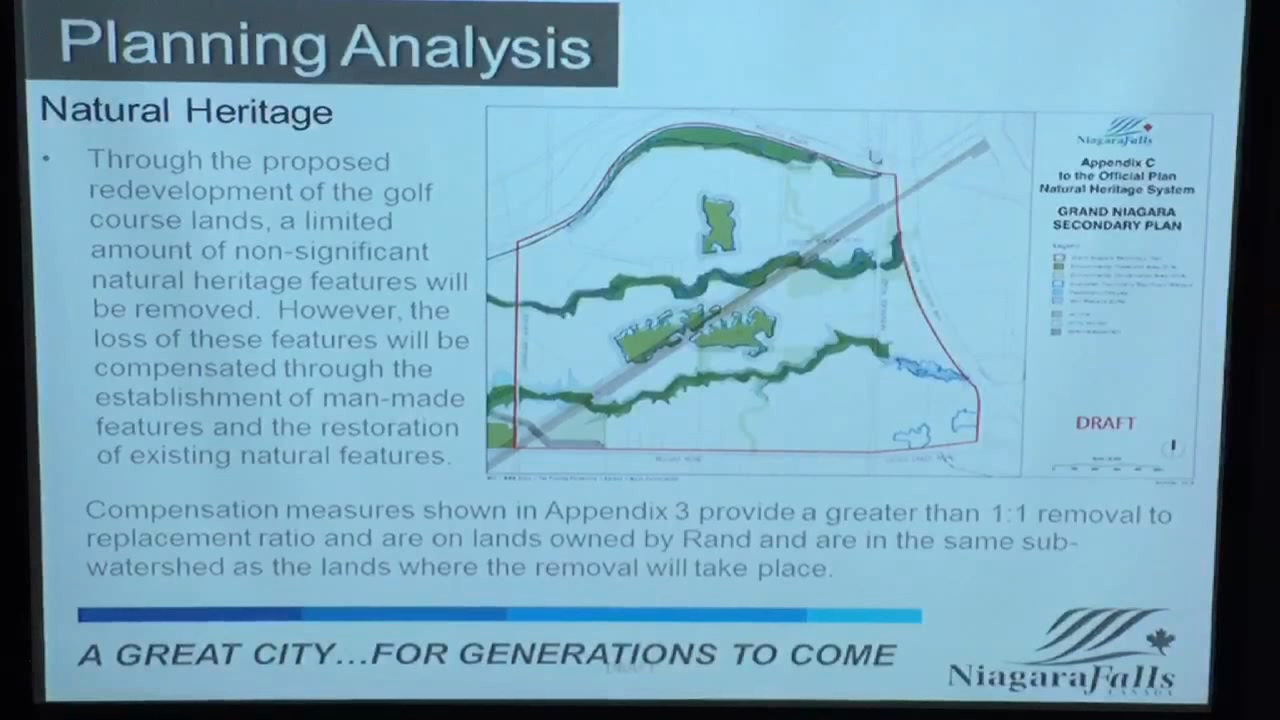 Planning Analysis
Natural Heritage
• Through the proposed
redevelopment of the golf
course lands, a limited
amount of non-significant
natural heritage features will
be removed. However, the
loss of these features will be
compensated through the
establishment of man-made
features and the restoration
of existing natural features.
NiagaraFalls
Appendix C
to the Official Plan
Natural Heritage System
GRAND NIAGARA
SECONDARY PLAN
Legend
DRAFT
Compensation measures shown in Appendix 3 provide a greater than 1:1 removal to
replacement ratio and are on lands owned by Rand and are in the same sub-
watershed as the lands where the removal will take place.
A GREAT CITY...FOR GENERATIONS TO COME
NiagaraFalls
CANADA